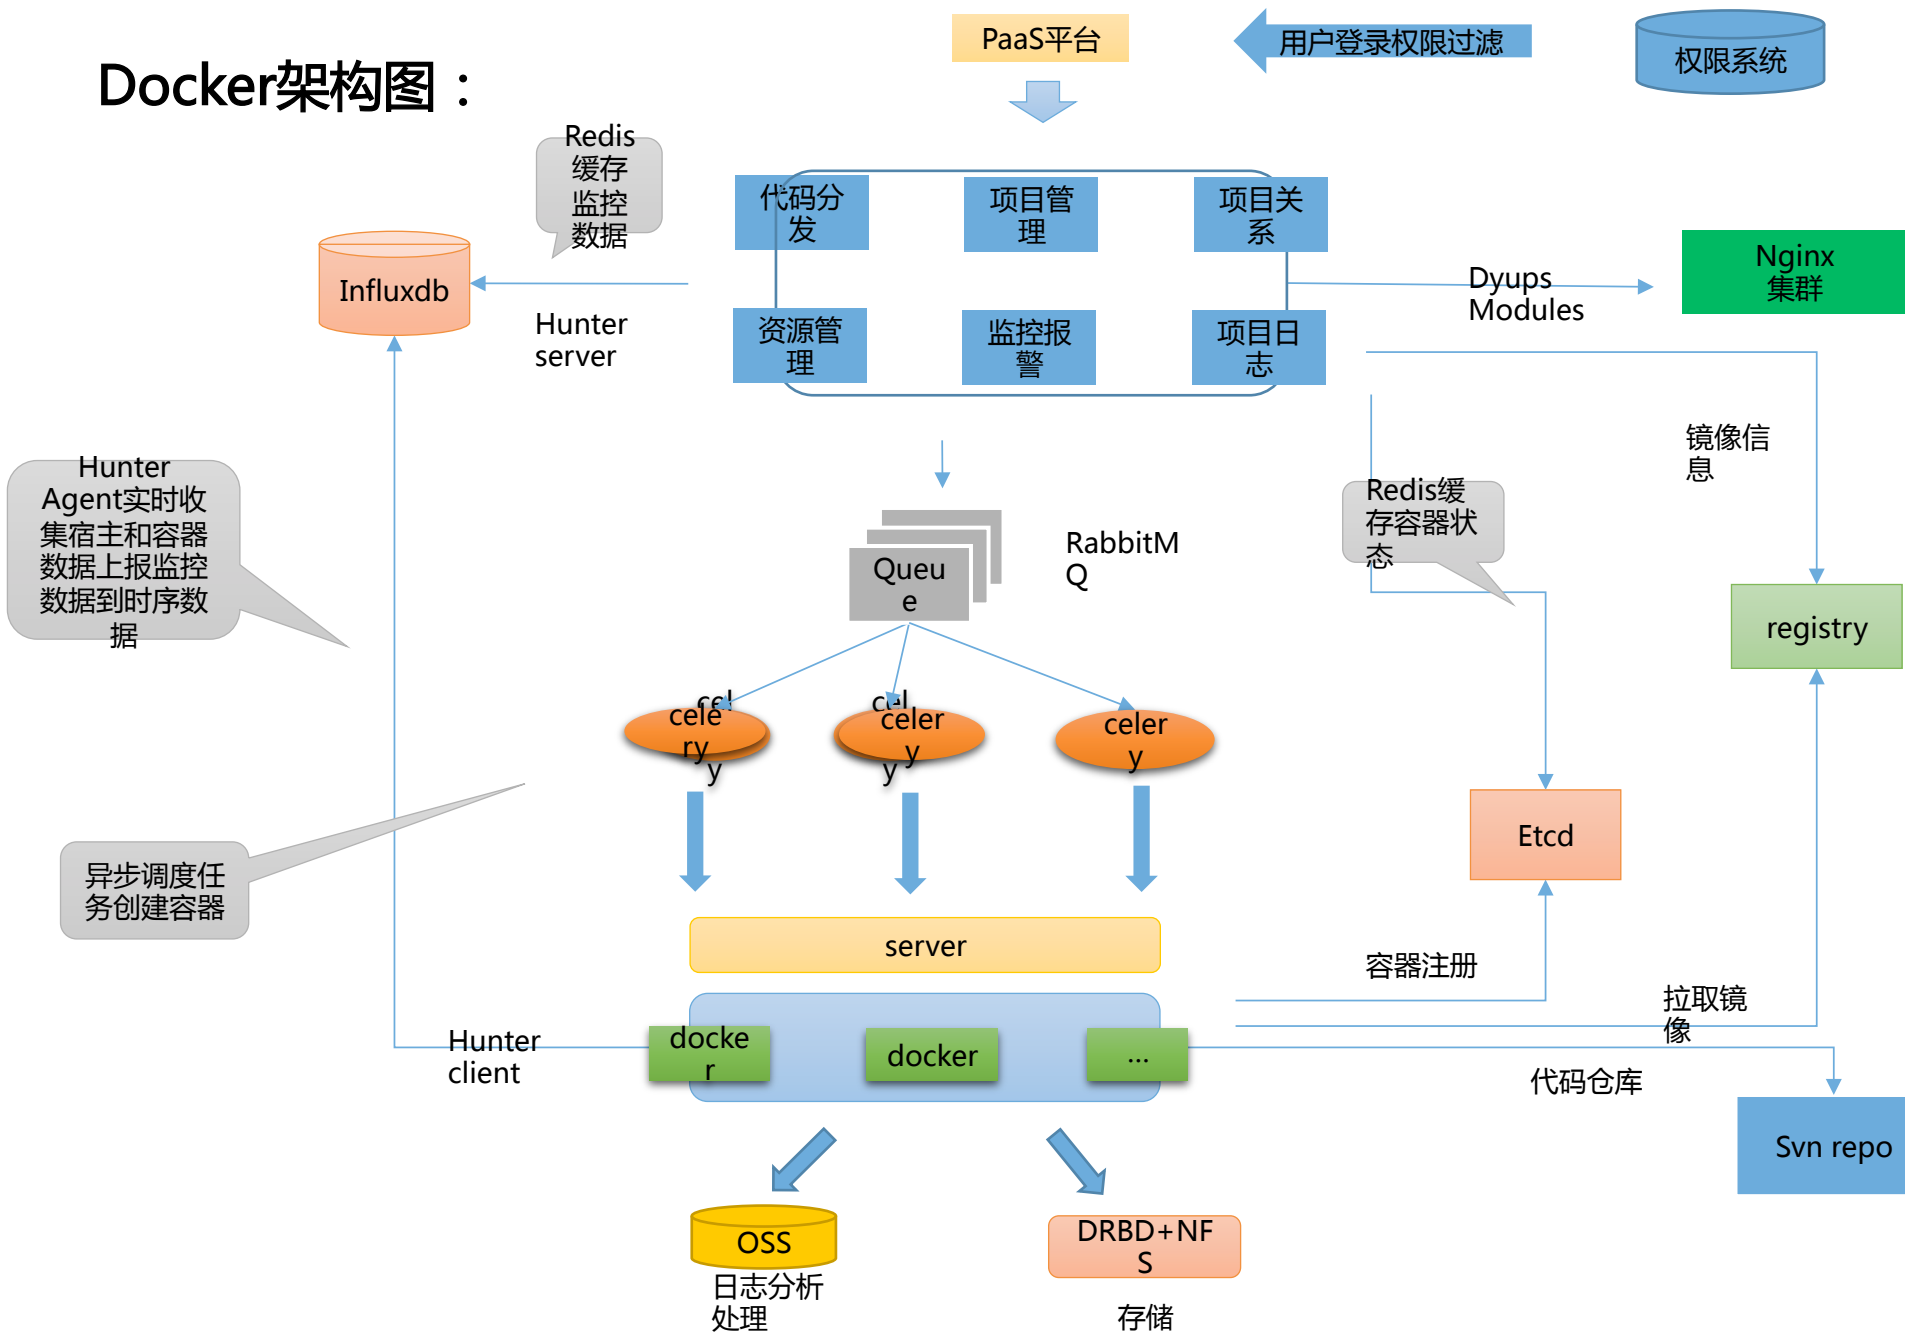 PaaS平台
用户登录权限过滤
权限系统
Docker架构图：
Redis
缓存
监控
数据
代码分
发
项目管
理
项目关
系
Influxdb
Hunter
server
Dyups
Modules
Nginx
集群
资源管
理
监控报
警
项目日
志
镜像信
息
Hunter
Agent实时收
集宿主和容器
数据上报监控
数据到时序数
据
Redis缓
存容器状
态
Queu
e
RabbitM
Q
registry
cel
y
cele
ry
cel
y
celer
y
celer
y
Etcd
异步调度任
务创建容器
server
容器注册
拉取镜
像
Hunter
client
docke
r
docker
...
代码仓库
Svn repo
OSS
日志分析
处理
DRBD+NF
S
存储